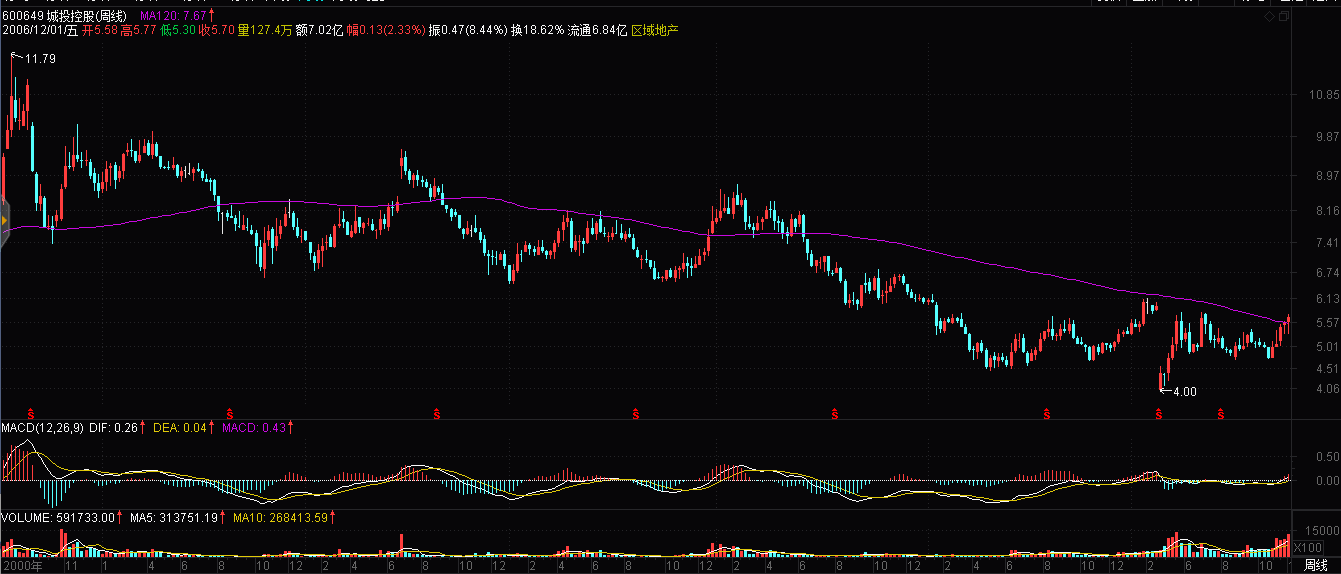 600649 城投控股(周线) MA120: 7.67↑
2006/12/01/五 开5.58 高5.77 低5.30 收5.70 量127.4万 额7.02亿 幅0.13(2.33%) 振0.47(8.44%) 换18.62% 流通6.84亿 区域地产
11.79
10.85
9.87
8.97
8.16
7.41
6.74
6.13
5.57
5.01
4.51
4.06
4.00
S S S S S S S S
MACD(12,26,9) DIF: 0.26↑ DEA: 0.04↑ MACD: 0.43↑
0.50
0.00
VOLUME: 591733.00↑ MA5: 313751.19↑ MA10: 268413.59↑
15000
X100
2000年 11 1 4 6 8 10 12 2 4 6 8 10 12 2 4 6 8 10 12 2 4 6 8 10 12 2 4 6 8 10 12 2 4 6 8 10 12 2 6 8 10 周线